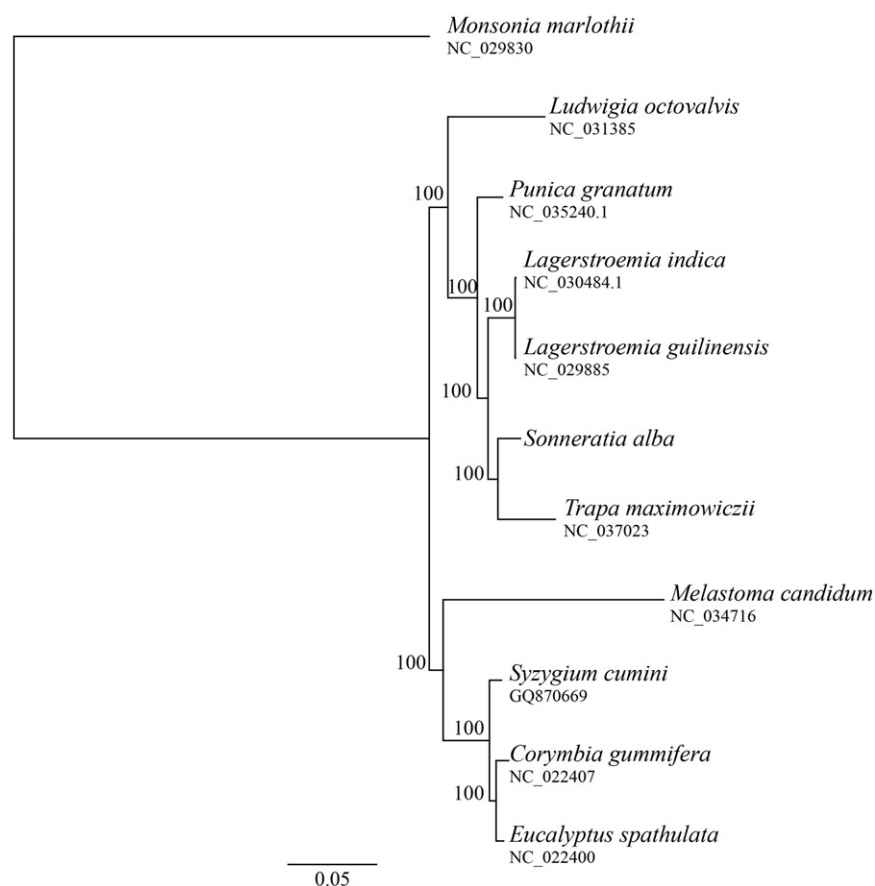 Monsonia marlothii
NC_029830
Ludwigia octovalvis
NC_031385
100
Punica granatum
NC_035240.1
Lagerstroemia indica
NC_030484.1
100
100
Lagerstroemia guilinensis
NC_029885
100
Sonneratia alba
100
Trapa maximowiczii
NC_037023
Melastoma candidum
NC_034716
100
Syzygium cumini
GQ870669
100
Corymbia gummifera
NC_022407
100
Eucalyptus spathulata
NC_022400
0.05